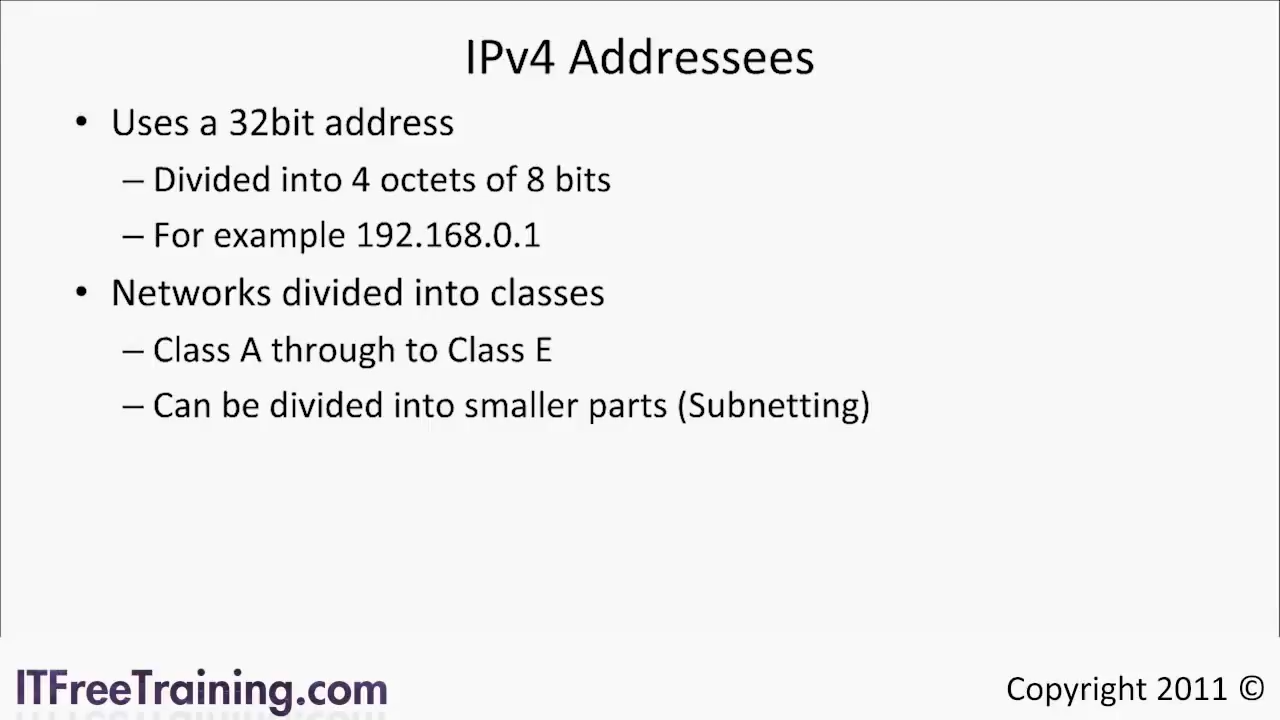 IPv4 Addressees
• Uses a 32bit address
– Divided into 4 octets of 8 bits
– For example 192.168.0.1
• Networks divided into classes
– Class A through to Class E
– Can be divided into smaller parts (Subnetting)
ITFreeTraining.com
Copyright 2011 ©